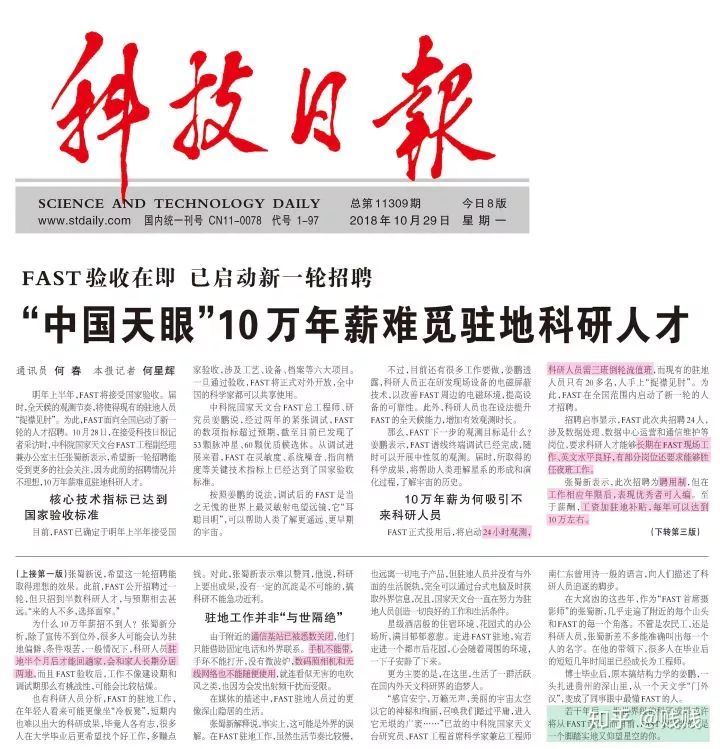 科技日報
SCIENCE AND TECHNOLOGY DAILY
www.stdaily.com 国内统一刊号 CN11-0078 代号 1-97
总第11309期 今日8版
2018年10月29日 星期一
FAST验收在即 已启动新一轮招聘
“中国天眼”10万年薪难觅驻地科研人才
通讯员 何春 本报记者 何星辉
明年上半年,FAST将接受国家验收。届
时,全天候的观测节奏,将使得现有的驻地人员
“捉襟见肘”。为此,FAST面向全国启动了新一
轮的人才招聘。10月28日,在接受科技日报记
者采访时,中科院国家天文台FAST工程副经理
兼办公室主任张蜀新表示,希望新一轮招聘能
受到更多的社会关注,因为此前的招聘情况并
不理想,10万年薪难觅驻地科研人才。
核心技术指标已达到
国家验收标准
目前,FAST已确定于明年上半年接受国
家验收,涉及工艺、设备、档案等六大项目。
一旦通过验收,FAST将正式对外开放,全中
国的科学家都可以共享使用。
中科院国家天文台FAST总工程师、研
究员姜鹏说,经过两年的紧张调试,FAST
的数项指标超过预期,截至目前已发现了
53颗脉冲星、60颗优质候选体。从调试进
展来看,FAST在灵敏度、系统噪音、指向精
度等关键技术指标上已经达到了国家验收
标准。
按照姜鹏的说法,调试后的FAST是当
之无愧的世界上最灵敏射电望远镜,它“耳
聪目明”,可以帮助人类了解更遥远、更早期
的宇宙。
不过,目前还有很多工作要做,姜鹏透
露,科研人员正在研发现场设备的电磁屏蔽
技术,以改善FAST周边的电磁环境,提高设
备的可靠性。此外,科研人员也在设法提升
FAST的全天候能力,增加有效观测时长。
那么,FAST下一步的观测目标是什么?
姜鹏表示,FAST谱线终端调试已经完成,随
时可以开展中性氢的观测。届时,所取得的
科学成果,将帮助人类理解星系的形成和演
化过程,了解宇宙的历史。
10万年薪为何吸引不
来科研人员
FAST正式投用后,将启动24小时观测,
科研人员需三班倒轮流值班,而现有的驻地
人员只有20多名,人手上“捉襟见肘”。为
此,FAST在全国范围内启动了新一轮的人
才招聘。
招聘启事显示,FAST此次共招聘24人,
涉及数据处理、数据中心运营和通信维护等
岗位,要求科研人才能够长期在FAST现场工
作、英文水平良好,有部分岗位还要求能够胜
任夜班工作。
张蜀新表示,此次招聘为聘用制,但在
工作相应年限后,表现优秀者可入编。至
于薪酬,工资加驻地补贴,每年可以达到
10万左右。
(下转第三版)
(上接第一版)张蜀新说,希望这一轮招聘能
取得理想的效果。此前,FAST公开招聘过一
轮,但只招到半数科研人才,与预期相去甚
远。“来的人不多,选择面窄。”
为什么10万年薪招不到人?张蜀新分
析,除了宣传不到位外,很多人可能会认为驻
地偏僻、条件艰苦,一般情况下,科研人员驻
地半个月后才能回趟家,会和家人长期分居
两地,而且FAST验收后,工作不像建设期和
调试期那么有挑战性,可能会比较枯燥。
也有科研人员分析,FAST的驻地工作,
在年轻人看来可能更像坐“冷板凳”,短期内
也难以出大的科研成果,毕竟人各有志,很多
人在大学毕业后更希望找个好工作,多赚点
钱。对此,张蜀新表示难以赞同,他说,科研
上要出成果,没有一定的沉底是不可能的,搞
科研不能急功近利。
驻地工作并非“与世隔绝”
由于附近的通信基站已被悉数关闭,他们
只能借助固定电话和外界联系。手机不能带,
手环不能打开,没有微波炉,数码照相机和无
线网络也不能随便使用,就连看似无害的电吹
风之类,也因为会发出射频干扰而受限。
在媒体的描述中,FAST驻地人员过的更
像深山隐居的生活。
张蜀新解释说,事实上,这可能是外界的误
解。在FAST驻地工作,虽然生活节奏比较慢,
也远离一切电子产品,但驻地人员并没有与外
面的生活脱轨,完全可以通过台式电脑及时获
取外界信息,况且,国家天文台一直在努力为驻
地人员创造一切良好的工作和生活条件。
星级酒店般的住宿环境,花园式的办公
场所,满目郁郁葱葱。走进FAST驻地,宛若
走进一个都市后花园,心会随着周围的环境,
一下子安静了下来。
更为主要的是,在这里,生活了一群活跃
在国内外天文科研界的追梦人。
“感官安宁,万籁无声,美丽的宇宙太空
以它的神秘和绚丽,召唤我们踏过平庸,进入
它无垠的广袤……”已故的中科院国家天文
台研究员、FAST工程首席科学家兼总工程师
南仁东曾用诗一般的语言,向人们描述了科
研人员追逐的脚步。
在大窝凼的这些年,作为“FAST首席摄
影师”的张蜀新,几乎走遍了附近的每个山头
和FAST的每一个角落。不管是农民工,还是
科研人员,张蜀新差不多能准确叫出每一个
人的名字。在他的带领下,很多人在毕业后
的短短几年时间里已经成长为工程师。
博士毕业后,原本搞结构力学的姜鹏,一
头扎进贵州的深山里,从一个天文学“门外
汉”,变成了同事眼中最懂FAST的人。
一个脚踏实地又仰望星空的你。
知乎